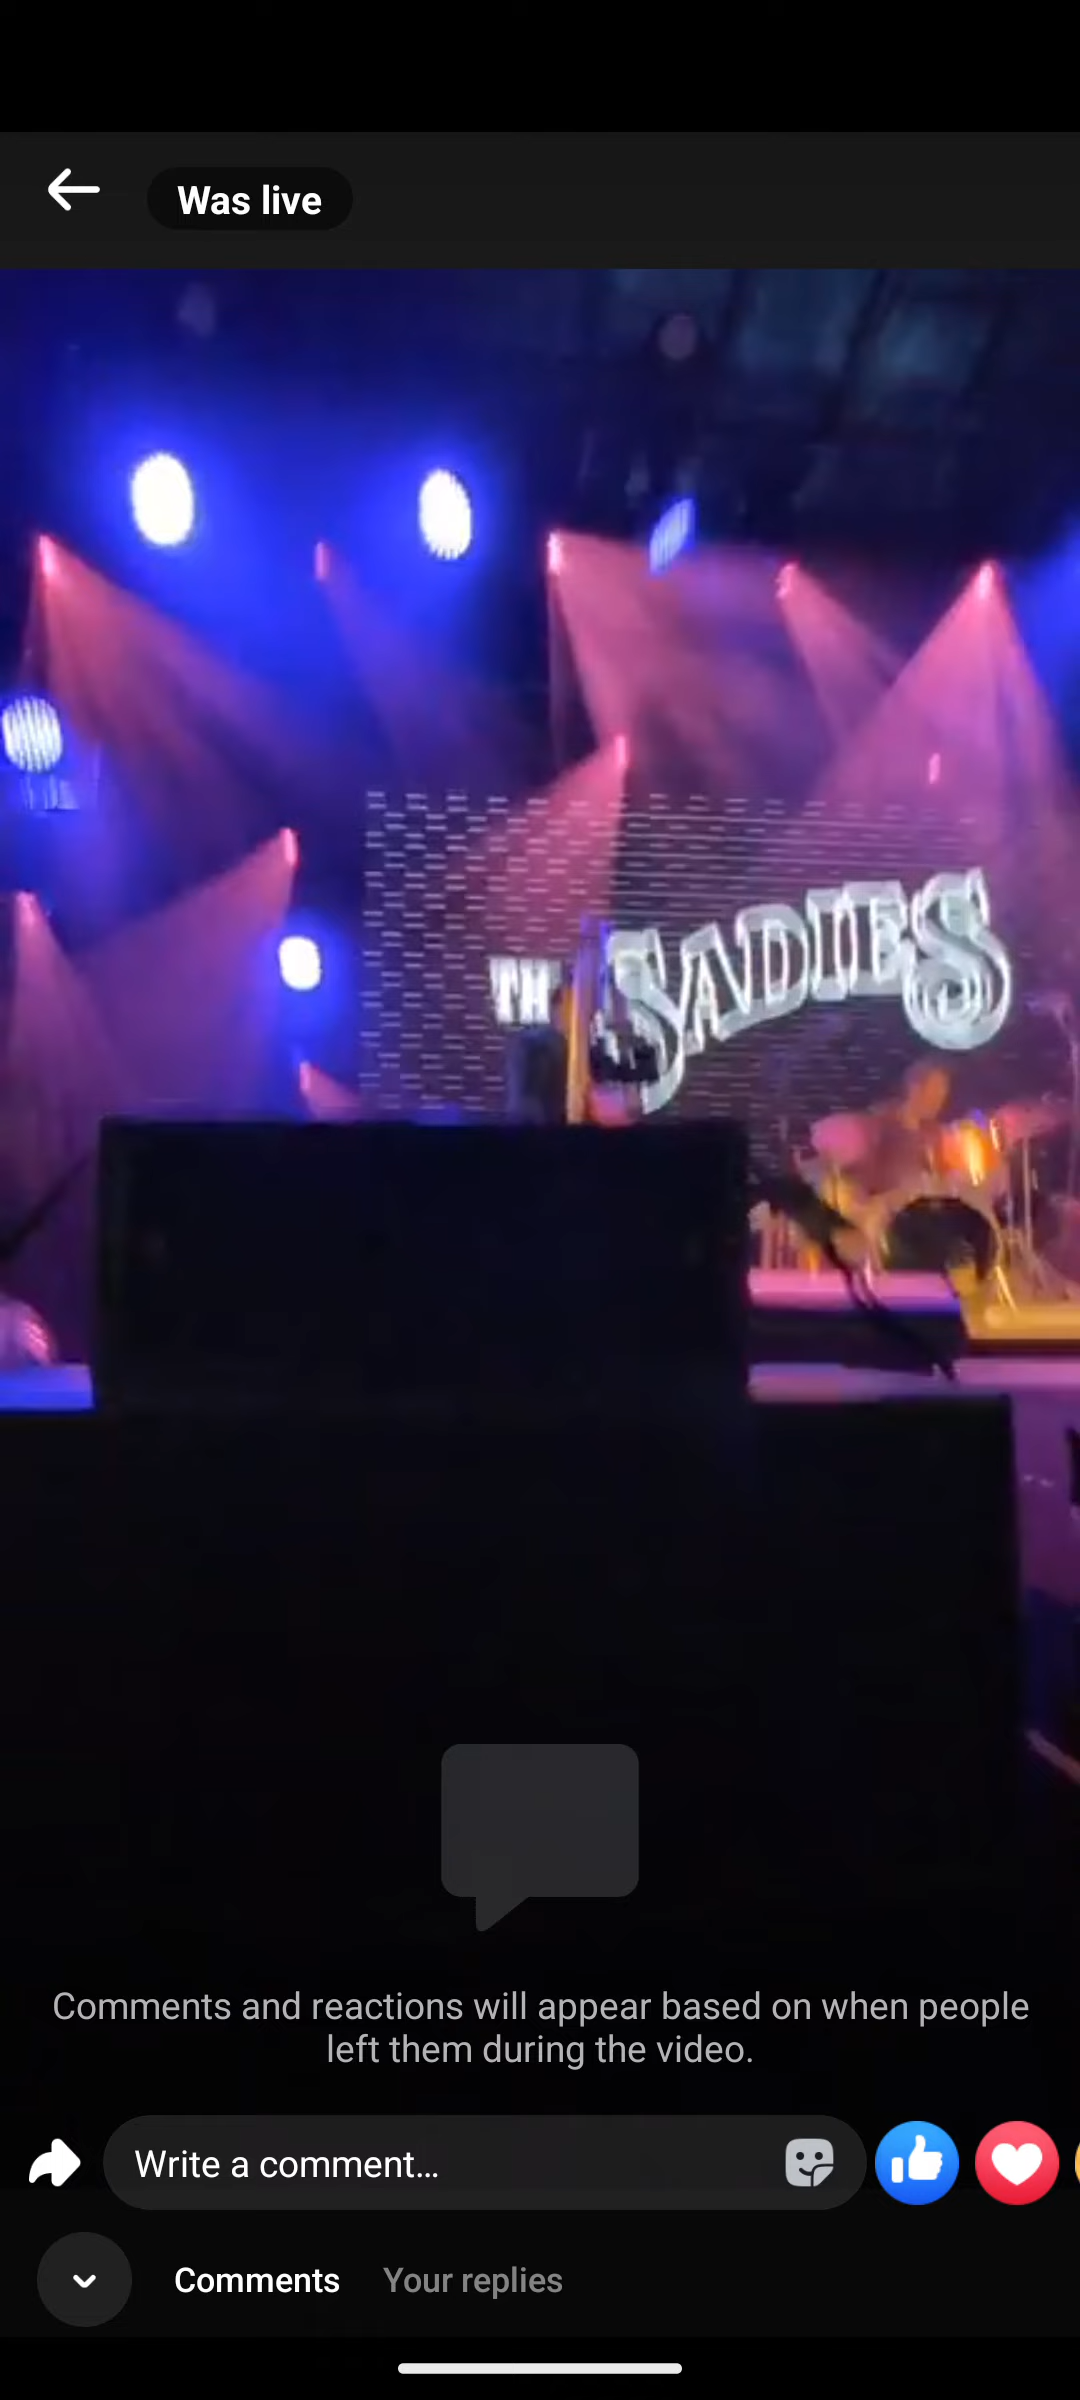 Was live
TH SADIES
Comments and reactions will appear based on when people
left them during the video.
Write a comment...
Comments Your replies